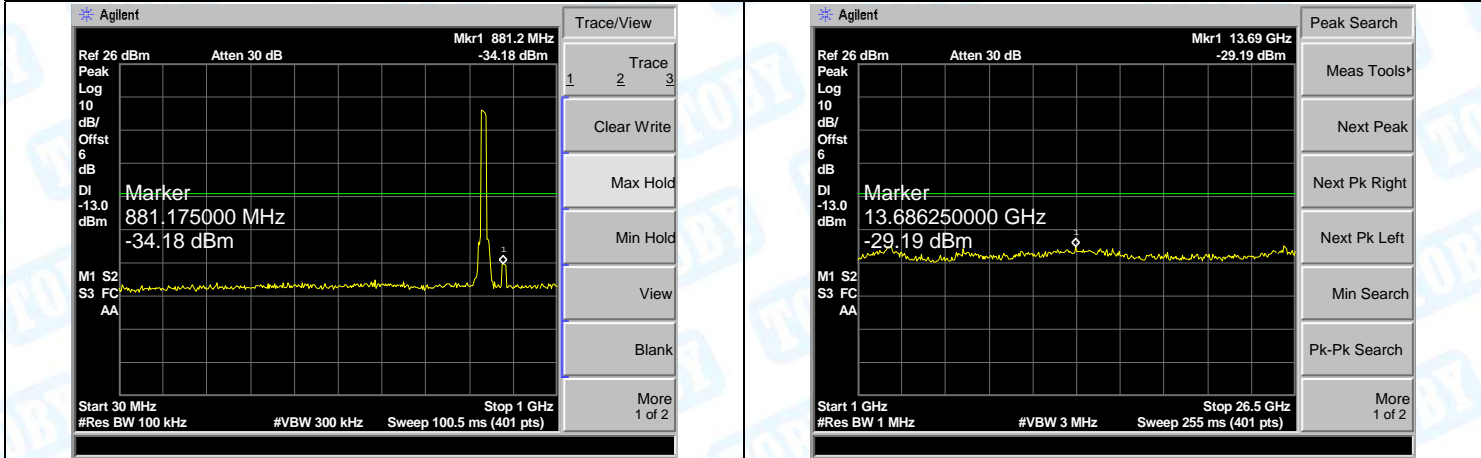 Agilent
Trace/View
Mkr1 881.2 MHz
Ref 26 dBm Atten 30 dB -34.18 dBm
Peak
Log
10
dB/
Offst
6
dB
DI
-13.0
dBm
Marker
881.175000 MHz
-34.18 dBm
1
M1 S2
S3 FC
AA
Start 30 MHz Stop 1 GHz
#Res BW 100 kHz #VBW 300 kHz Sweep 100.5 ms (401 pts)
Trace
1 2 3
Clear Write
Max Hold
Min Hold
View
Blank
More
1 of 2
Agilent
Peak Search
Mkr1 13.69 GHz
Ref 26 dBm Atten 30 dB -29.19 dBm
Peak
Log
10
dB/
Offst
6
dB
DI
-13.0
dBm
Marker
13.686250000 GHz
-29.19 dBm
1
M1 S2
S3 FC
AA
Start 1 GHz Stop 26.5 GHz
#Res BW 1 MHz #VBW 3 MHz Sweep 255 ms (401 pts)
Meas Tools
Next Peak
Next Pk Right
Next Pk Left
Min Search
Pk-Pk Search
More
1 of 2
TOBY